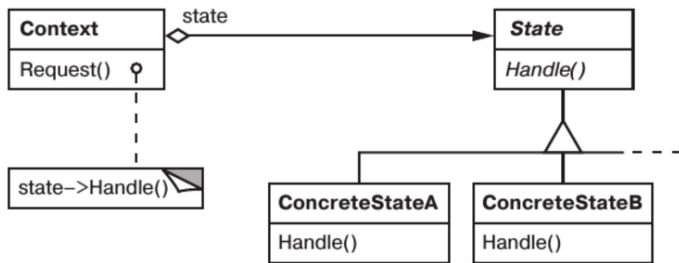 state
Context
State
Request()
Handle()
state->Handle()
ConcreteStateA
ConcreteStateB
Handle()
Handle()